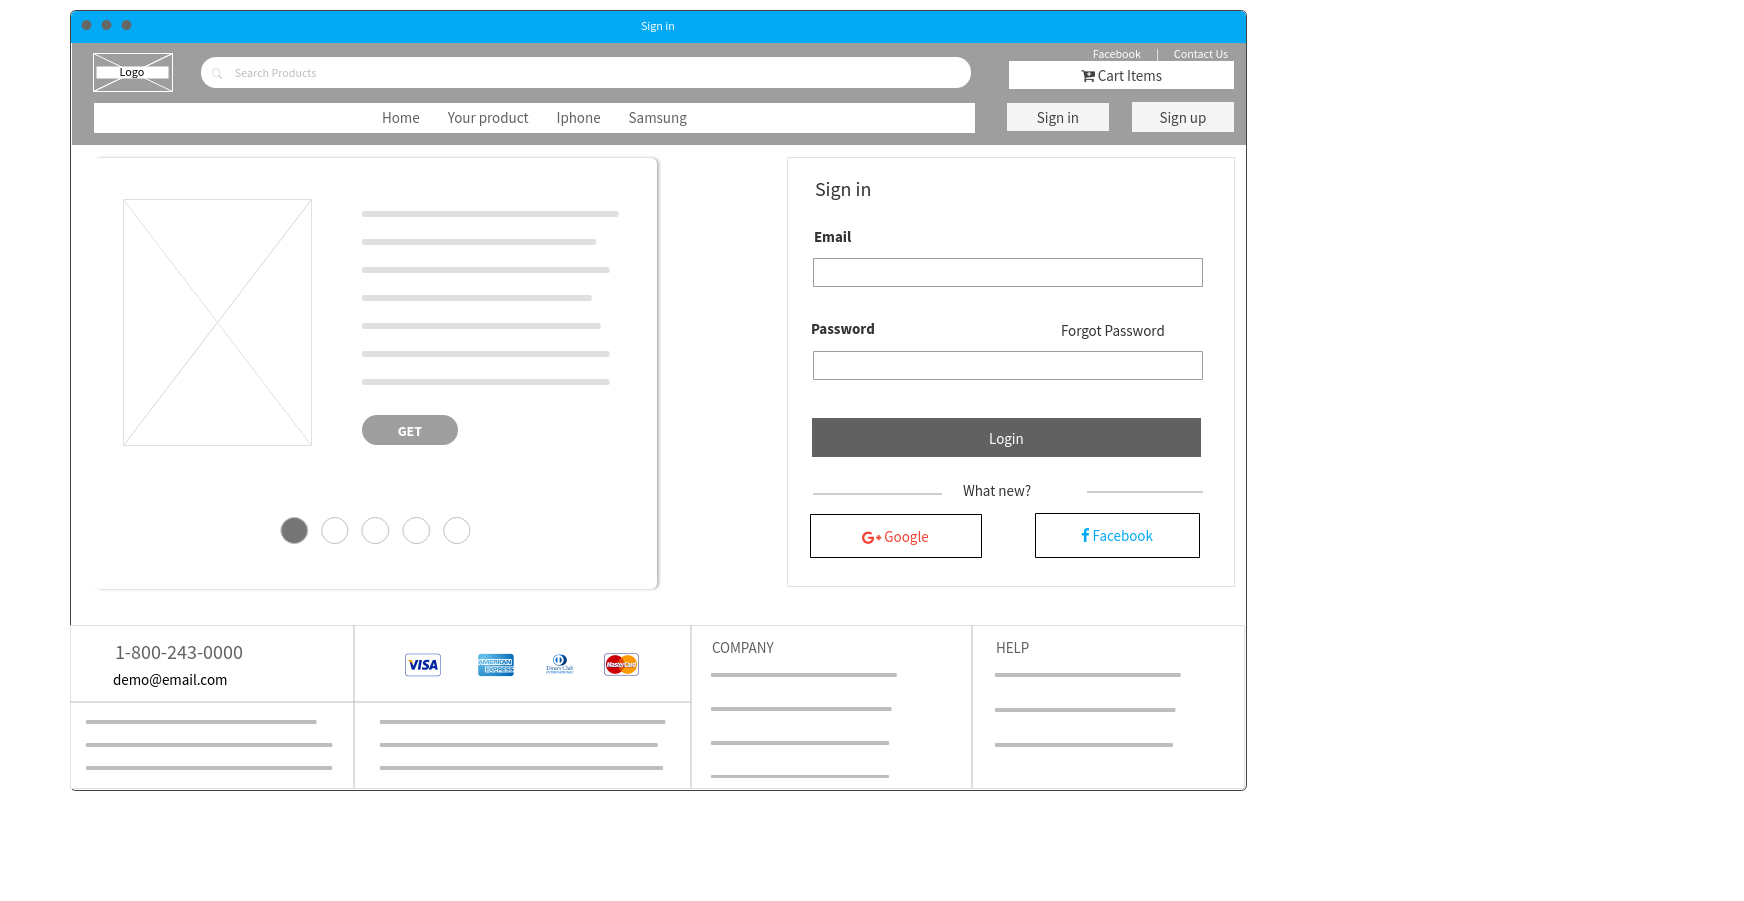 Sign in
Facebook | Contact Us
Logo
Search Products
Cart Items
Home Your product Iphone Samsung
Sign in
Sign up
GET
Sign in
Email
Password
Forgot Password
Login
What new?
G+ Google
f Facebook
1-800-243-0000
demo@email.com
VISA
AMERICAN
EXPRESS
Diners Club
INTERNATIONAL
MasterCard
COMPANY
HELP